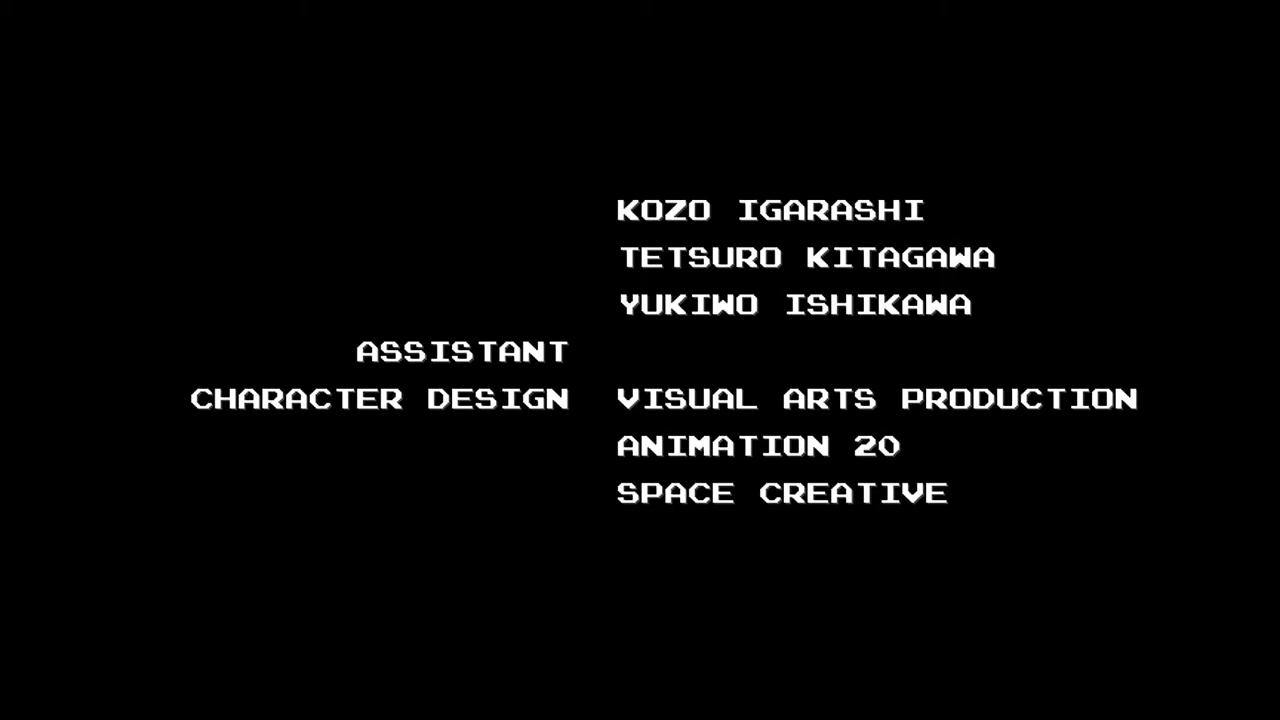 KOZO IGARASHI
TETSURO KITAGAWA
YUKIWO ISHIKAWA
ASSISTANT
CHARACTER DESIGN VISUAL ARTS PRODUCTION
ANIMATION 20
SPACE CREATIVE